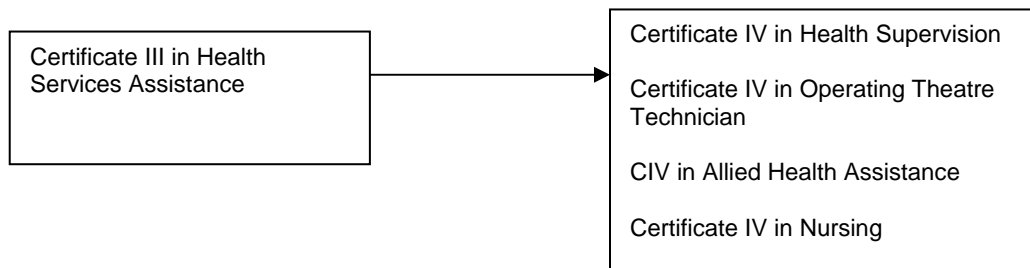 Certificate III in Health
Services Assistance
Certificate IV in Health Supervision
Certificate IV in Operating Theatre
Technician
CIV in Allied Health Assistance
Certificate IV in Nursing